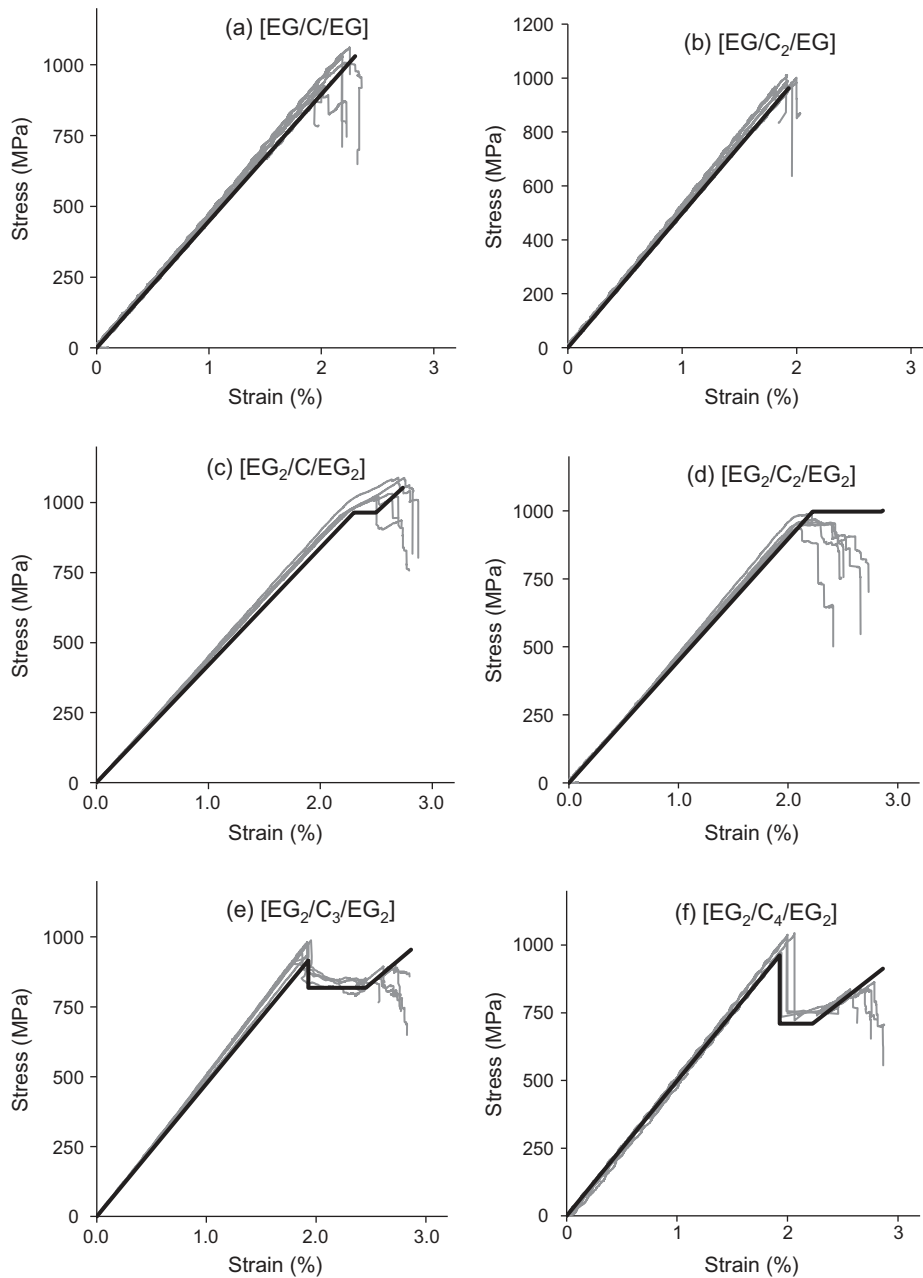 (a) [EG/C/EG]
1000
750
500
250
0
Stress (MPa)
0 1 2 3
Strain (%)
(b) [EG/C₂/EG]
1200
1000
800
600
400
200
0
Stress (MPa)
0 1 2 3
Strain (%)
(c) [EG₂/C/EG₂]
1000
750
500
250
0
Stress (MPa)
0.0 1.0 2.0 3.0
Strain (%)
(d) [EG₂/C₂/EG₂]
1000
750
500
250
0
Stress (MPa)
0.0 1.0 2.0 3.0
Strain (%)
(e) [EG₂/C₃/EG₂]
1000
750
500
250
0
Stress (MPa)
0.0 1.0 2.0 3.0
Strain (%)
(f) [EG₂/C₄/EG₂]
1000
750
500
250
0
Stress (MPa)
0 1 2 3
Strain (%)